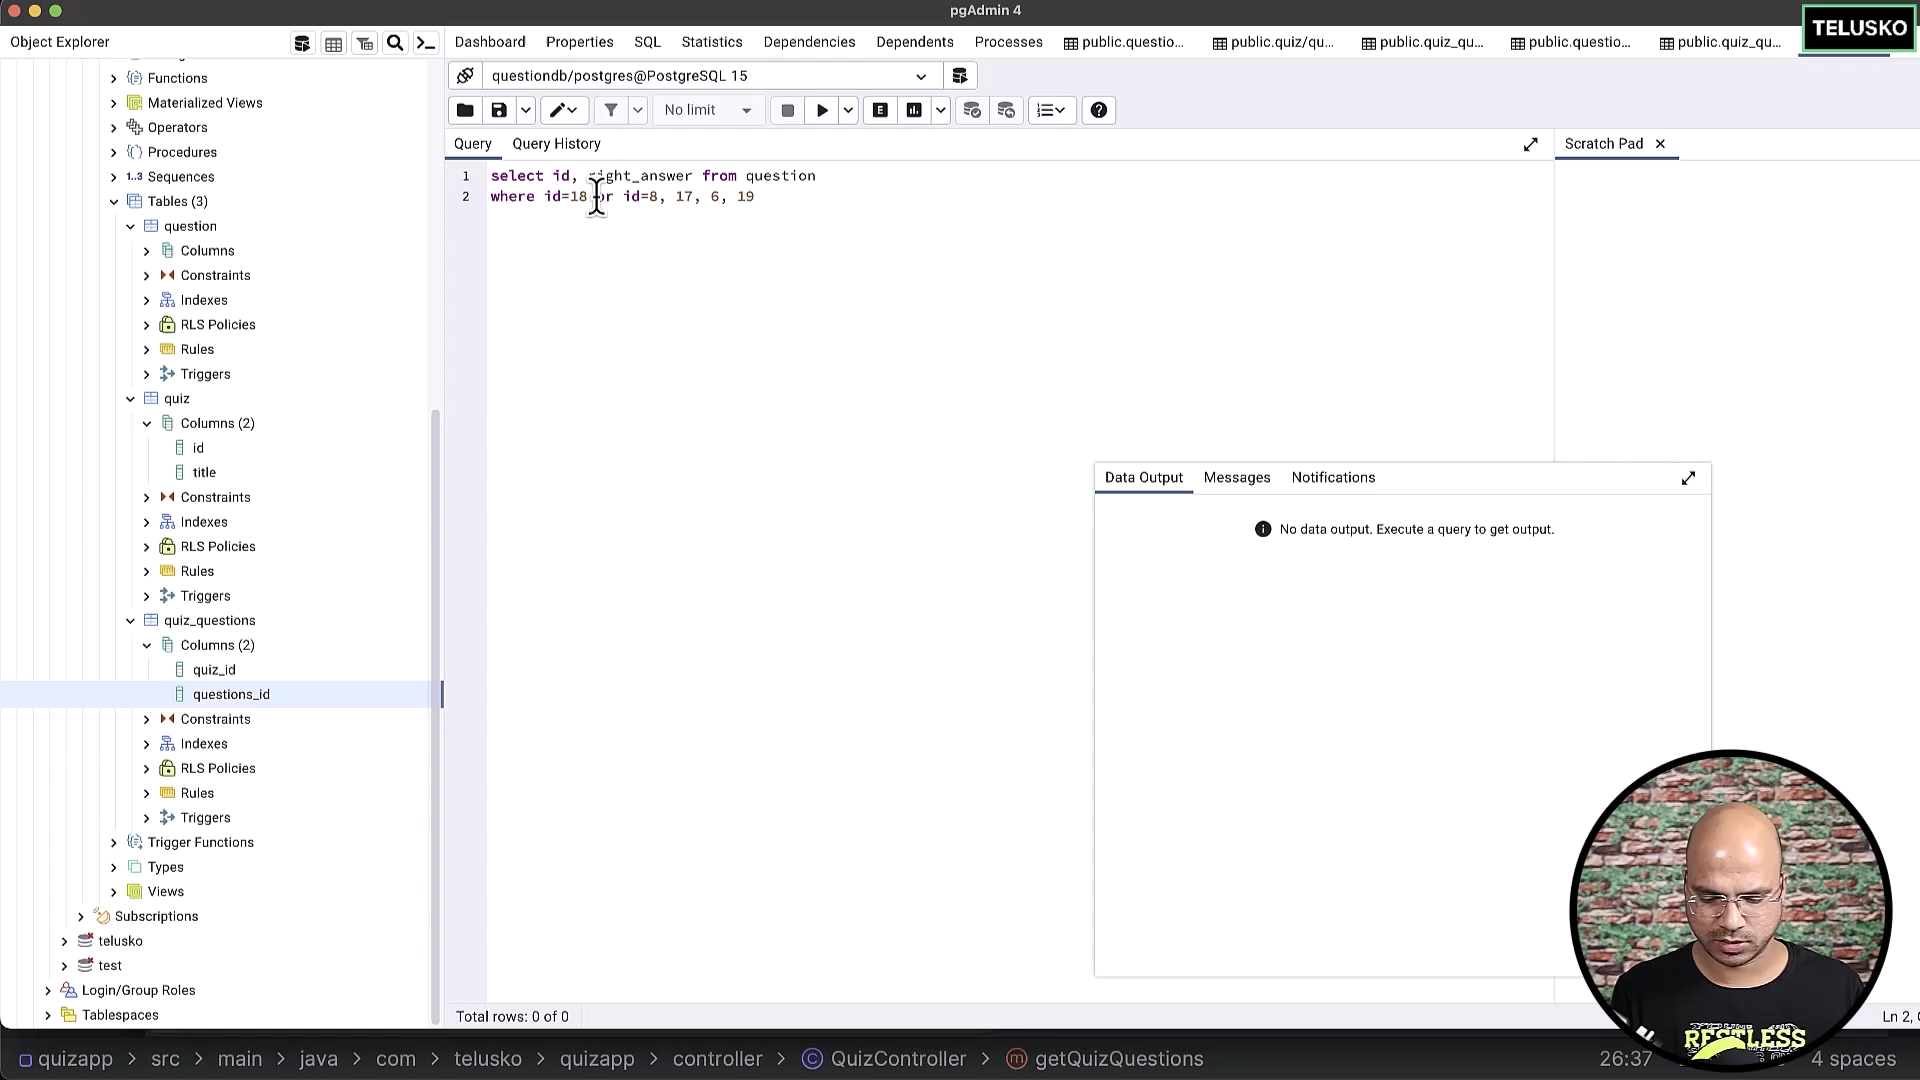 pgAdmin 4
TELUSKO
Object Explorer
Dashboard
Properties
SQL
Statistics
Dependencies
Dependents
Processes
public.questio...
public.quiz/qu...
public.quiz_qu...
public.questio...
public.quiz_qu...
questiondb/postgres@PostgreSQL 15
No limit
E
Query
Query History
Scratch Pad
1 select id, right_answer from question
2 where id=18 or id=8, 17, 6, 19
Functions
Materialized Views
Operators
Procedures
1..3 Sequences
Tables (3)
question
Columns
Constraints
Indexes
RLS Policies
Rules
Triggers
quiz
Columns (2)
id
title
Constraints
Indexes
RLS Policies
Rules
Triggers
quiz_questions
Columns (2)
quiz_id
questions_id
Constraints
Indexes
RLS Policies
Rules
Triggers
Trigger Functions
Types
Views
Subscriptions
telusko
test
Login/Group Roles
Tablespaces
Data Output
Messages
Notifications
No data output. Execute a query to get output.
Total rows: 0 of 0
Ln 2,
RESTLESS
quizapp > src > main > java > com > telusko > quizapp > controller > QuizController > getQuizQuestions
26:37
4 spaces